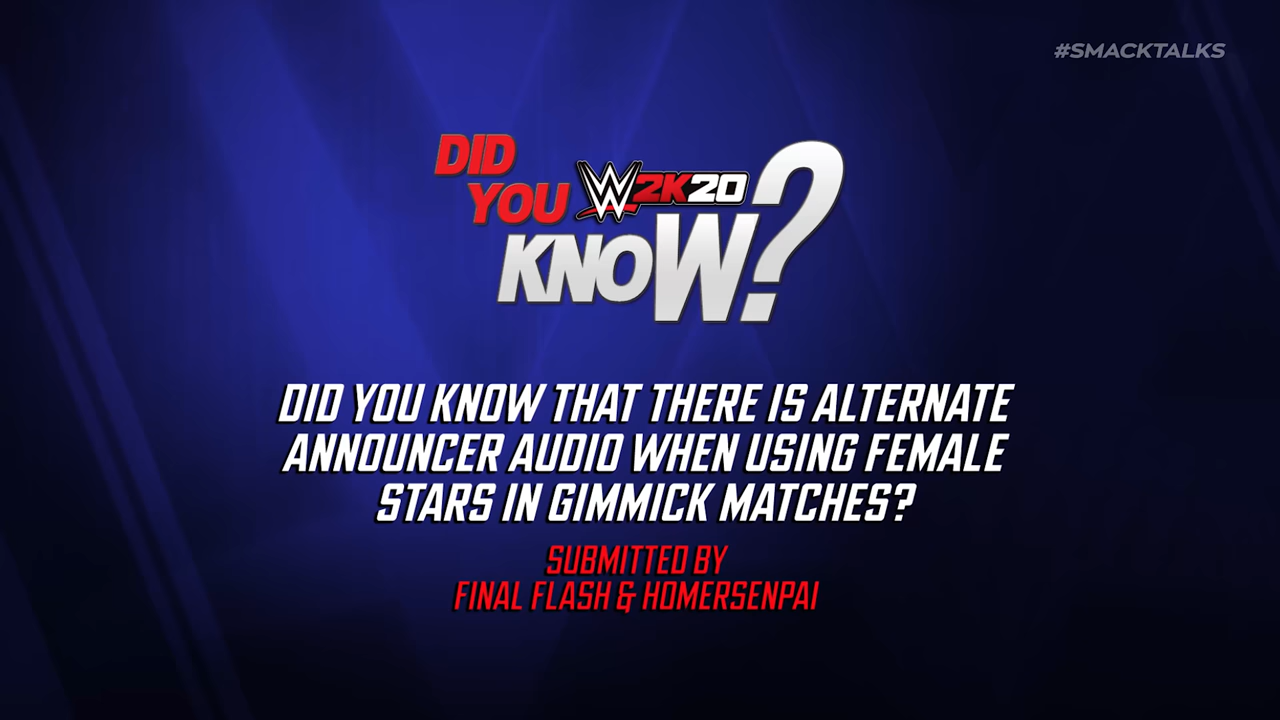 #SMACKTALKS
DID
YOU W 2K20
KNOW?
DID YOU KNOW THAT THERE IS ALTERNATE
ANNOUNCER AUDIO WHEN USING FEMALE
STARS IN GIMMICK MATCHES?
SUBMITTED BY
FINAL FLASH & HOMERSENPAI